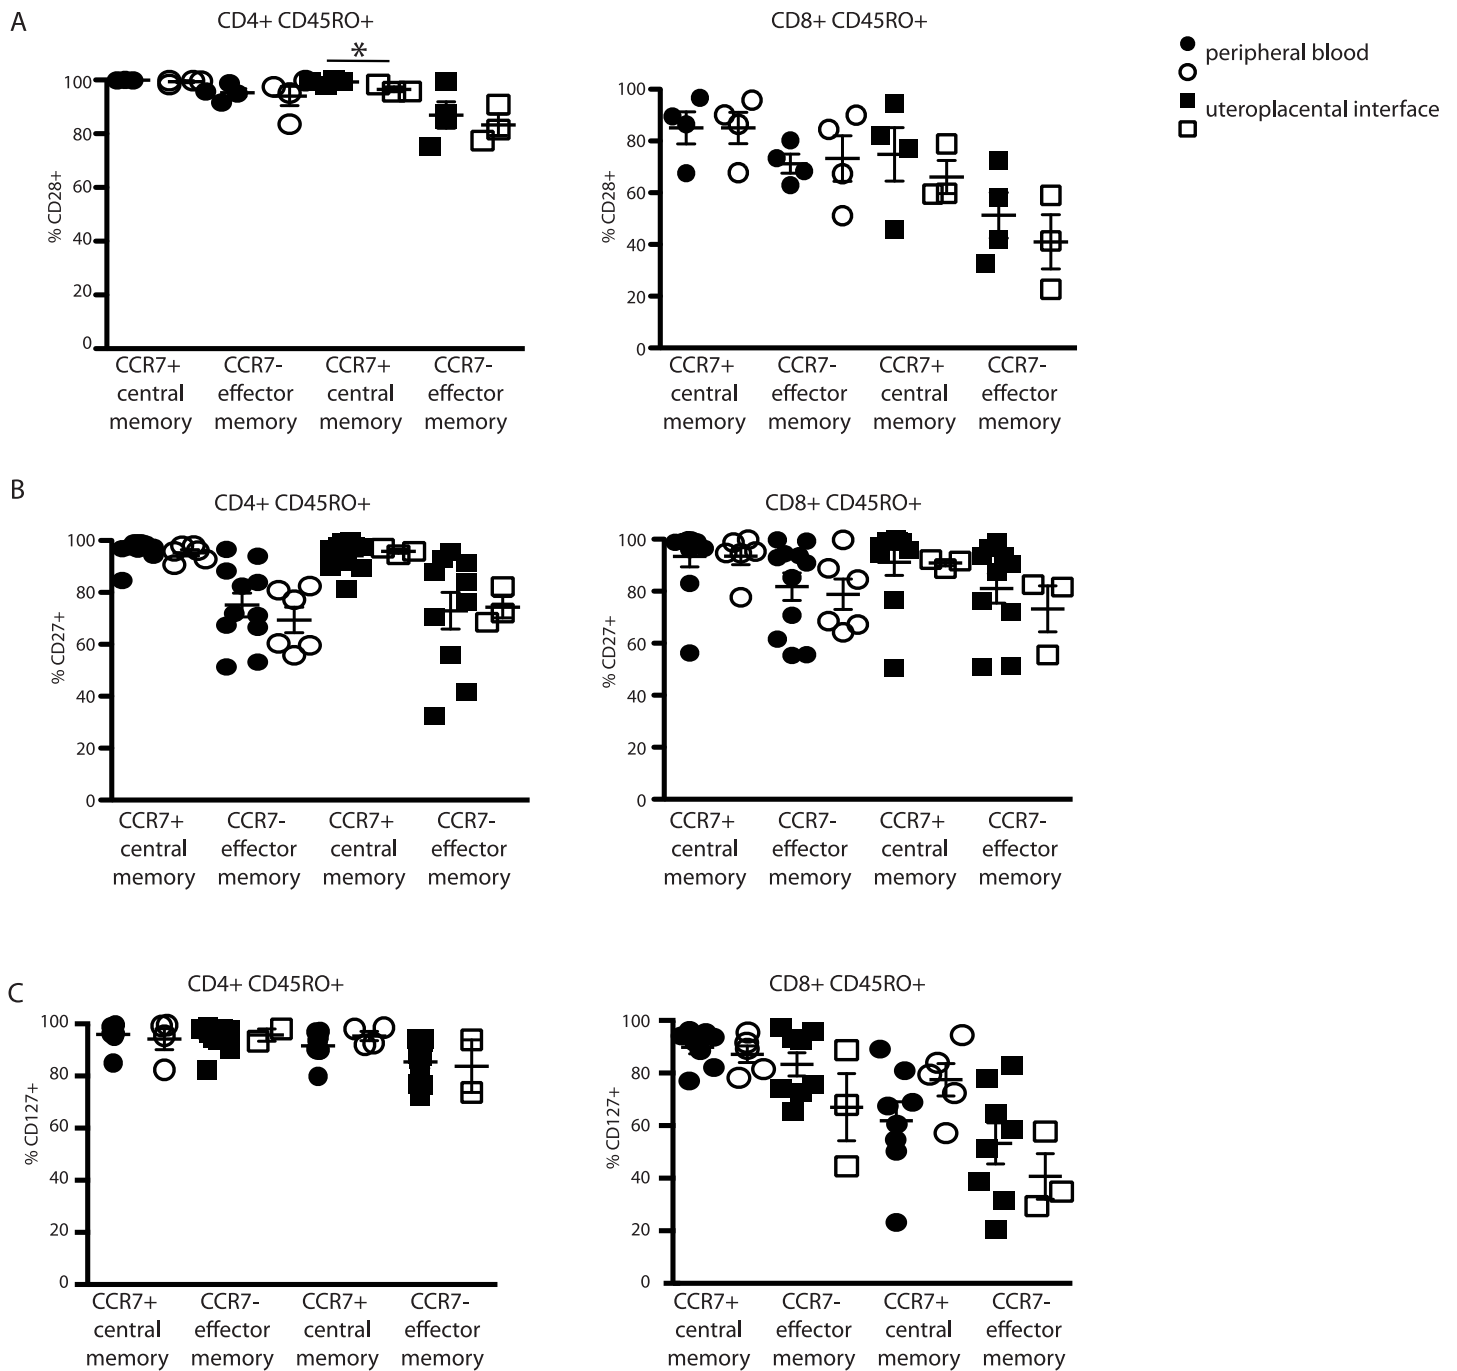 A
CD4+ CD45RO+
*
% CD28+
100
80
60
40
20
0
CCR7+ central memory
CCR7- effector memory
CCR7+ central memory
CCR7- effector memory
CD8+ CD45RO+
% CD28+
100
80
60
40
20
0
CCR7+ central memory
CCR7- effector memory
CCR7+ central memory
CCR7- effector memory
peripheral blood
uteroplacental interface
B
CD4+ CD45RO+
% CD27+
100
80
60
40
20
0
CCR7+ central memory
CCR7- effector memory
CCR7+ central memory
CCR7- effector memory
CD8+ CD45RO+
% CD27+
100
80
60
40
20
0
CCR7+ central memory
CCR7- effector memory
CCR7+ central memory
CCR7- effector memory
C
CD4+ CD45RO+
% CD127+
100
80
60
40
20
0
CCR7+ central memory
CCR7- effector memory
CCR7+ central memory
CCR7- effector memory
CD8+ CD45RO+
% CD127+
100
80
60
40
20
0
CCR7+ central memory
CCR7- effector memory
CCR7+ central memory
CCR7- effector memory